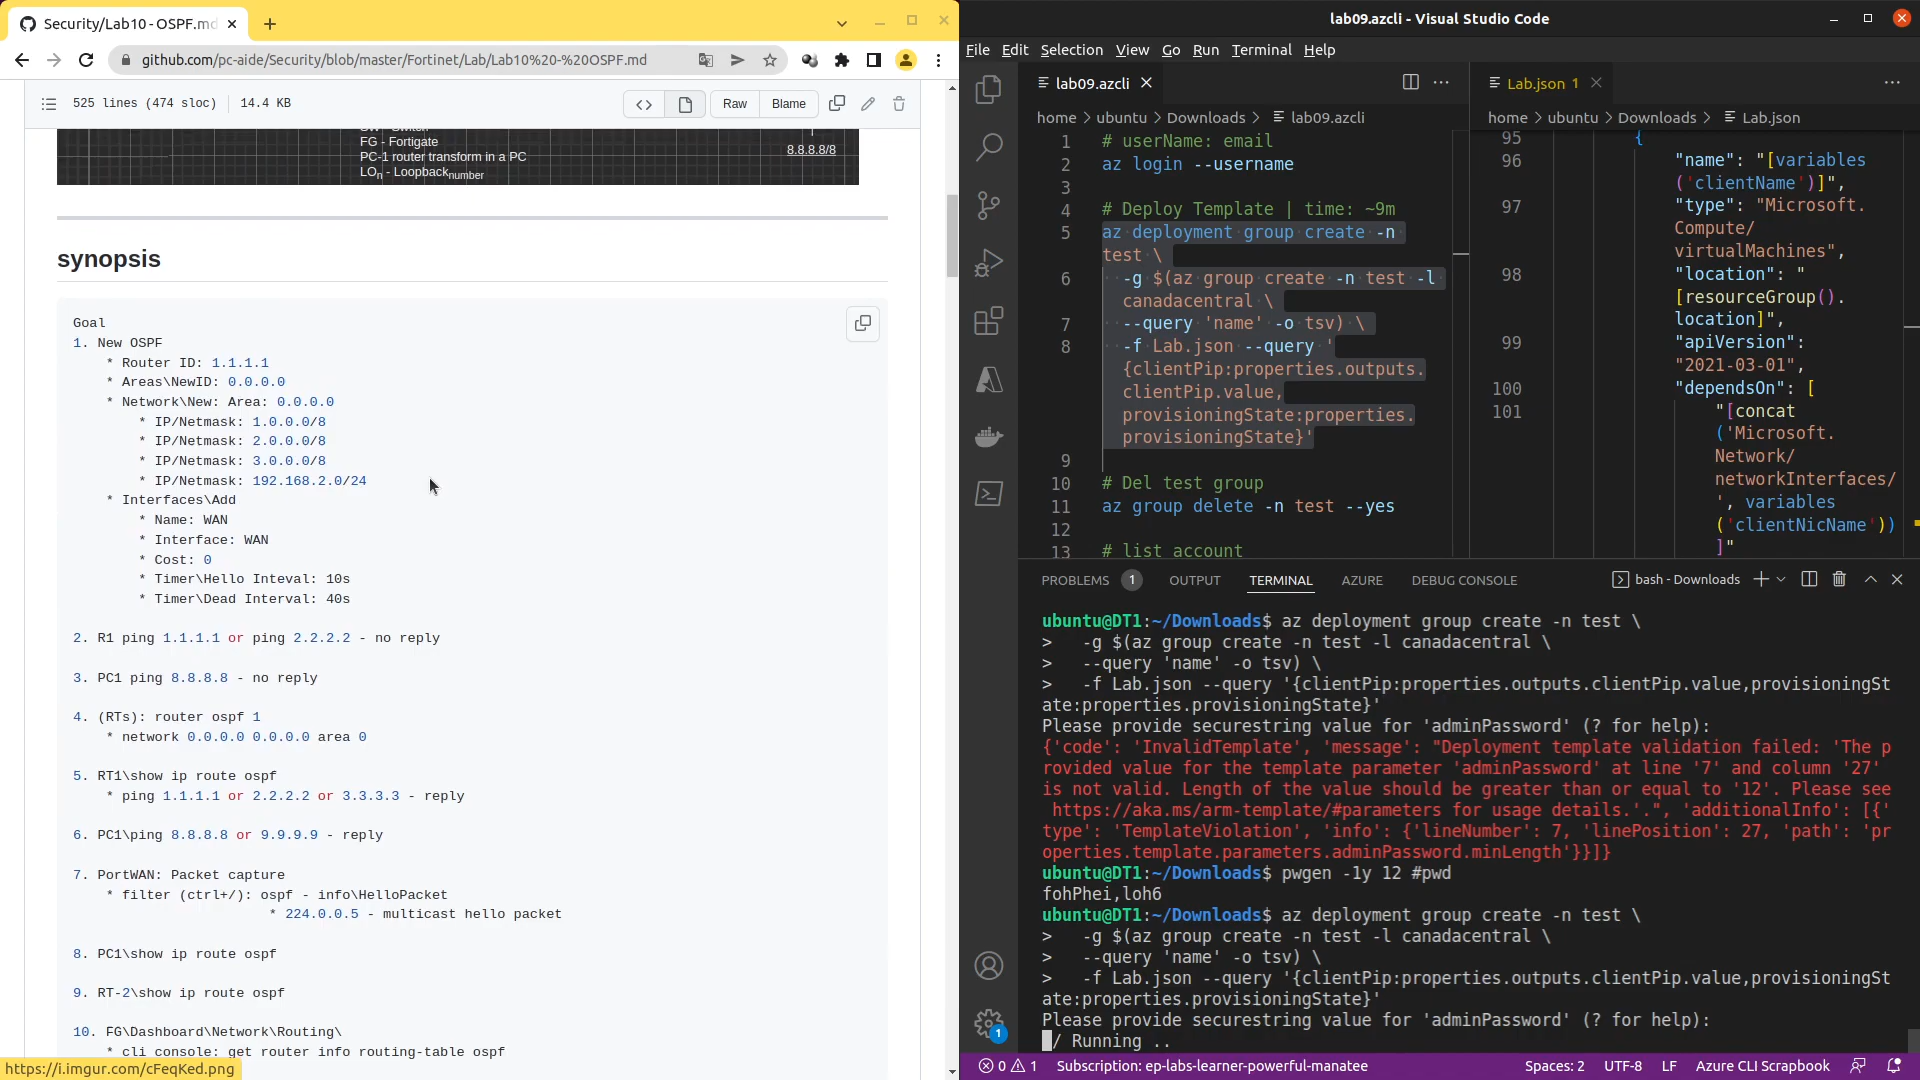 Security/Lab10 - OSPF.md
github.com/pc-aide/Security/blob/master/Fortinet/Lab/Lab10%20-%20OSPF.md
525 lines (474 sloc)
14.4 KB
Raw
Blame
FG - Fortigate
PC-1 router transform in a PC
LOn - Loopbacknumber
8.8.8.8/8
synopsis
Goal
1. New OSPF
* Router ID: 1.1.1.1
* Areas\NewID: 0.0.0.0
* Network\New: Area: 0.0.0.0
* IP/Netmask: 1.0.0.0/8
* IP/Netmask: 2.0.0.0/8
* IP/Netmask: 3.0.0.0/8
* IP/Netmask: 192.168.2.0/24
* Interfaces\Add
* Name: WAN
* Interface: WAN
* Cost: 0
* Timer\Hello Inteval: 10s
* Timer\Dead Interval: 40s
2. R1 ping 1.1.1.1 or ping 2.2.2.2 - no reply
3. PC1 ping 8.8.8.8 - no reply
4. (RTs): router ospf 1
* network 0.0.0.0 0.0.0.0 area 0
5. RT1\show ip route ospf
* ping 1.1.1.1 or 2.2.2.2 or 3.3.3.3 - reply
6. PC1\ping 8.8.8.8 or 9.9.9.9 - reply
7. PortWAN: Packet capture
* filter (ctrl+/): ospf - info\HelloPacket
* 224.0.0.5 - multicast hello packet
8. PC1\show ip route ospf
9. RT-2\show ip route ospf
10. FG\Dashboard\Network\Routing\
* cli console: get router info routing-table ospf
https://i.imgur.com/cFeqKed.png
lab09.azcli - Visual Studio Code
File Edit Selection View Go Run Terminal Help
lab09.azcli
home > ubuntu > Downloads > lab09.azcli
1 # userName: email
2 az login --username
3
4 # Deploy Template | time: ~9m
5 az deployment group create -n
test \
6 -g $(az group create -n test -l
canadacentral \
7 --query 'name' -o tsv) \
8 -f Lab.json --query '
{clientPip:properties.outputs.
clientPip.value,
provisioningState:properties.
provisioningState}'
9
10 # Del test group
11 az group delete -n test --yes
12
13 # list account
Lab.json 1
home > ubuntu > Downloads > Lab.json
95 {
96 "name": "[variables
('clientName')]",
97 "type": "Microsoft.
Compute/
virtualMachines",
98 "location": "
[resourceGroup().
location]",
99 "apiVersion":
"2021-03-01",
100 "dependsOn": [
101 "[concat
('Microsoft.
Network/
networkInterfaces/
', variables
('clientNicName'))
]"
PROBLEMS 1 OUTPUT TERMINAL AZURE DEBUG CONSOLE
bash - Downloads
ubuntu@DT1:~/Downloads$ az deployment group create -n test \
> -g $(az group create -n test -l canadacentral \
> --query 'name' -o tsv) \
> -f Lab.json --query '{clientPip:properties.outputs.clientPip.value,provisioningSt
ate:properties.provisioningState}'
Please provide securestring value for 'adminPassword' (? for help):
{'code': 'InvalidTemplate', 'message': "Deployment template validation failed: 'The p
rovided value for the template parameter 'adminPassword' at line '7' and column '27'
is not valid. Length of the value should be greater than or equal to '12'. Please see
https://aka.ms/arm-template/#parameters for usage details.'.", 'additionalInfo': [{'
type': 'TemplateViolation', 'info': {'lineNumber': 7, 'linePosition': 27, 'path': 'pr
operties.template.parameters.adminPassword.minLength'}}]}
ubuntu@DT1:~/Downloads$ pwgen -1y 12 #pwd
fohPhei,loh6
ubuntu@DT1:~/Downloads$ az deployment group create -n test \
> -g $(az group create -n test -l canadacentral \
> --query 'name' -o tsv) \
> -f Lab.json --query '{clientPip:properties.outputs.clientPip.value,provisioningSt
ate:properties.provisioningState}'
Please provide securestring value for 'adminPassword' (? for help):
/ Running ..
1
0 1 Subscription: ep-labs-learner-powerful-manatee
Spaces: 2 UTF-8 LF Azure CLI Scrapbook